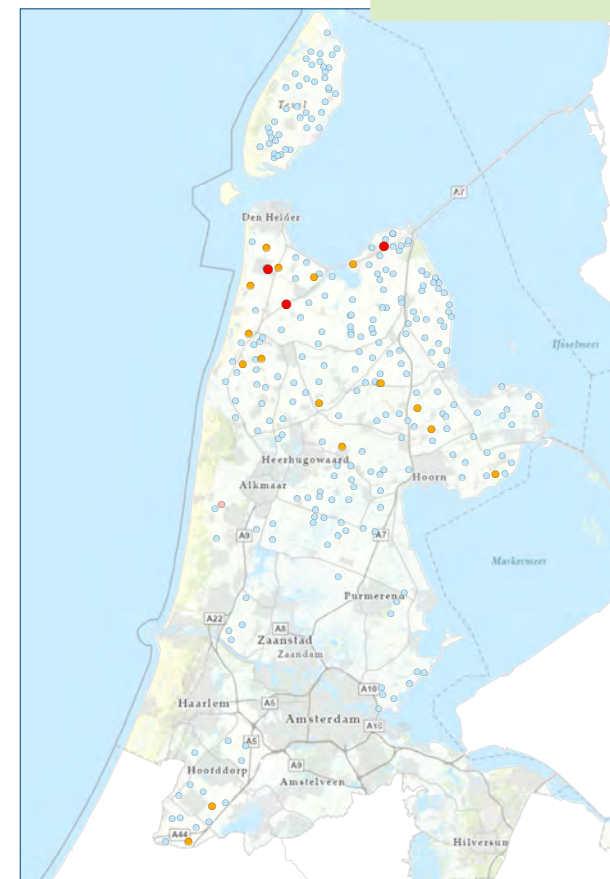 Texel
A7
Den Helder
IJsselmeer
Heerhugowaard
Hoorn
Alkmaar
A9
A7
Markermeer
Purmerend
A22
A8
Zaanstad
Zaandam
A10
Haarlem
A5
Amsterdam
A10
A5
A9
Hoofddorp
Amstelveen
A44
Hilversum